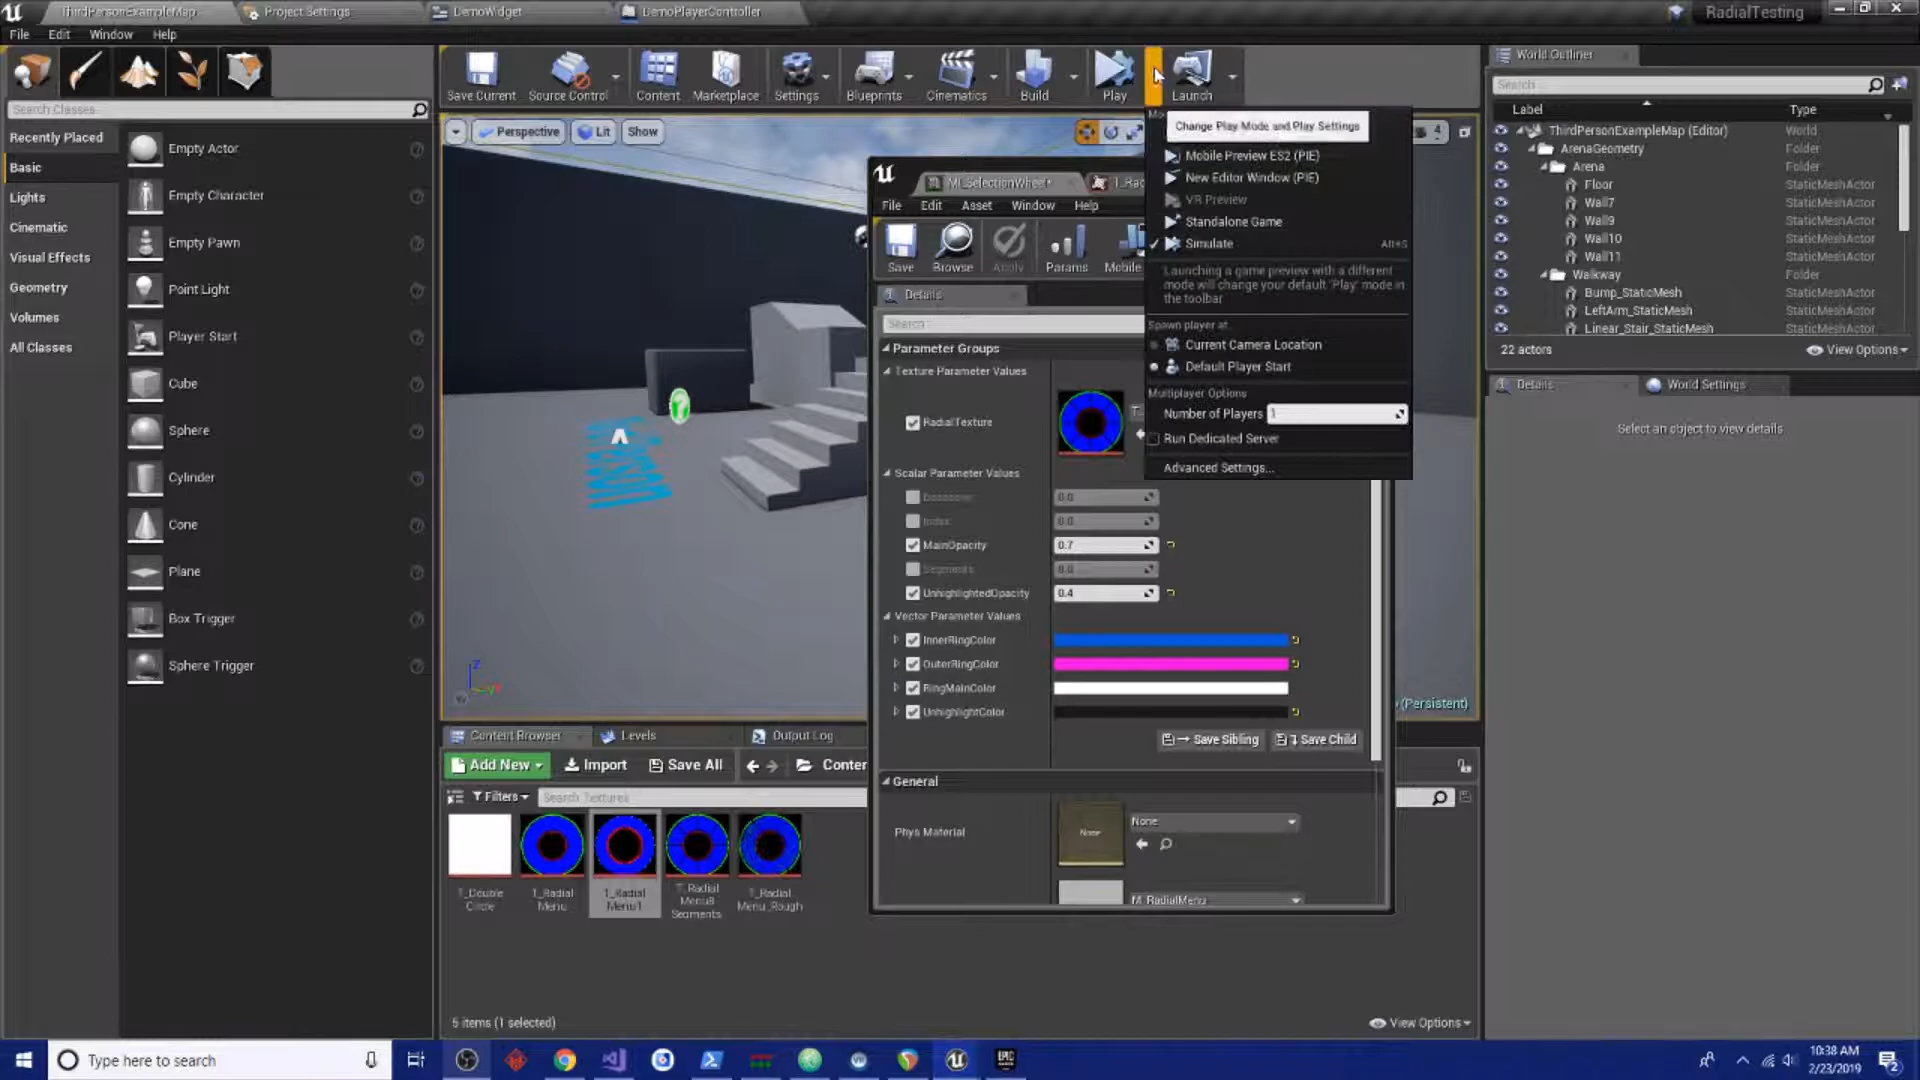 ThirdPersonExampleMap
Project Settings
DemoWidget
DemoPlayerController
RadialTesting
File Edit Window Help
Save Current
Source Control
Content
Marketplace
Settings
Blueprints
Cinematics
Build
Play
Launch
Search Classes
Recently Placed
Basic
Lights
Cinematic
Visual Effects
Geometry
Volumes
All Classes
Empty Actor
Empty Character
Empty Pawn
Point Light
Player Start
Cube
Sphere
Cylinder
Cone
Plane
Box Trigger
Sphere Trigger
Perspective
Lit
Show
4
Change Play Mode and Play Settings
Mobile Preview ES2 (PIE)
New Editor Window (PIE)
VR Preview
Standalone Game
Simulate Alt+S
Launching a game preview with a different
mode will change your default 'Play' mode in
the toolbar
Spawn player at...
Current Camera Location
Default Player Start
Multiplayer Options
Number of Players 1
Run Dedicated Server
Advanced Settings...
MI_SelectionWheel*
File Edit Asset Window Help
Save
Browse
Apply
Params
Mobile
Details
Search
Parameter Groups
Texture Parameter Values
RadialTexture
Scalar Parameter Values
0.0
Index 0.0
MainOpacity 0.7
Segments 0.0
UnhighlightedOpacity 0.4
Vector Parameter Values
InnerRingColor
OuterRingColor
RingMainColor
UnhighlightColor
Save Sibling
Save Child
General
Phys Material
None
None
M_RadialMenu
(Persistent)
Content Browser
Levels
Output Log
Add New
Import
Save All
Conten
Filters
Search Textures
T_Double
Circle
T_Radial
Menu
T_Radial
Menu1
T_Radial
Menu8
Segments
T_Radial
Menu_Rough
5 items (1 selected)
View Options
World Outliner
Search...
Label Type
ThirdPersonExampleMap (Editor) World
ArenaGeometry Folder
Arena Folder
Floor StaticMeshActor
Wall7 StaticMeshActor
Wall9 StaticMeshActor
Wall10 StaticMeshActor
Wall11 StaticMeshActor
Walkway Folder
Bump_StaticMesh StaticMeshActor
LeftArm_StaticMesh StaticMeshActor
Linear_Stair_StaticMesh StaticMeshActor
22 actors
View Options
Details
World Settings
Select an object to view details
Type here to search
10:38 AM
2/23/2019
2